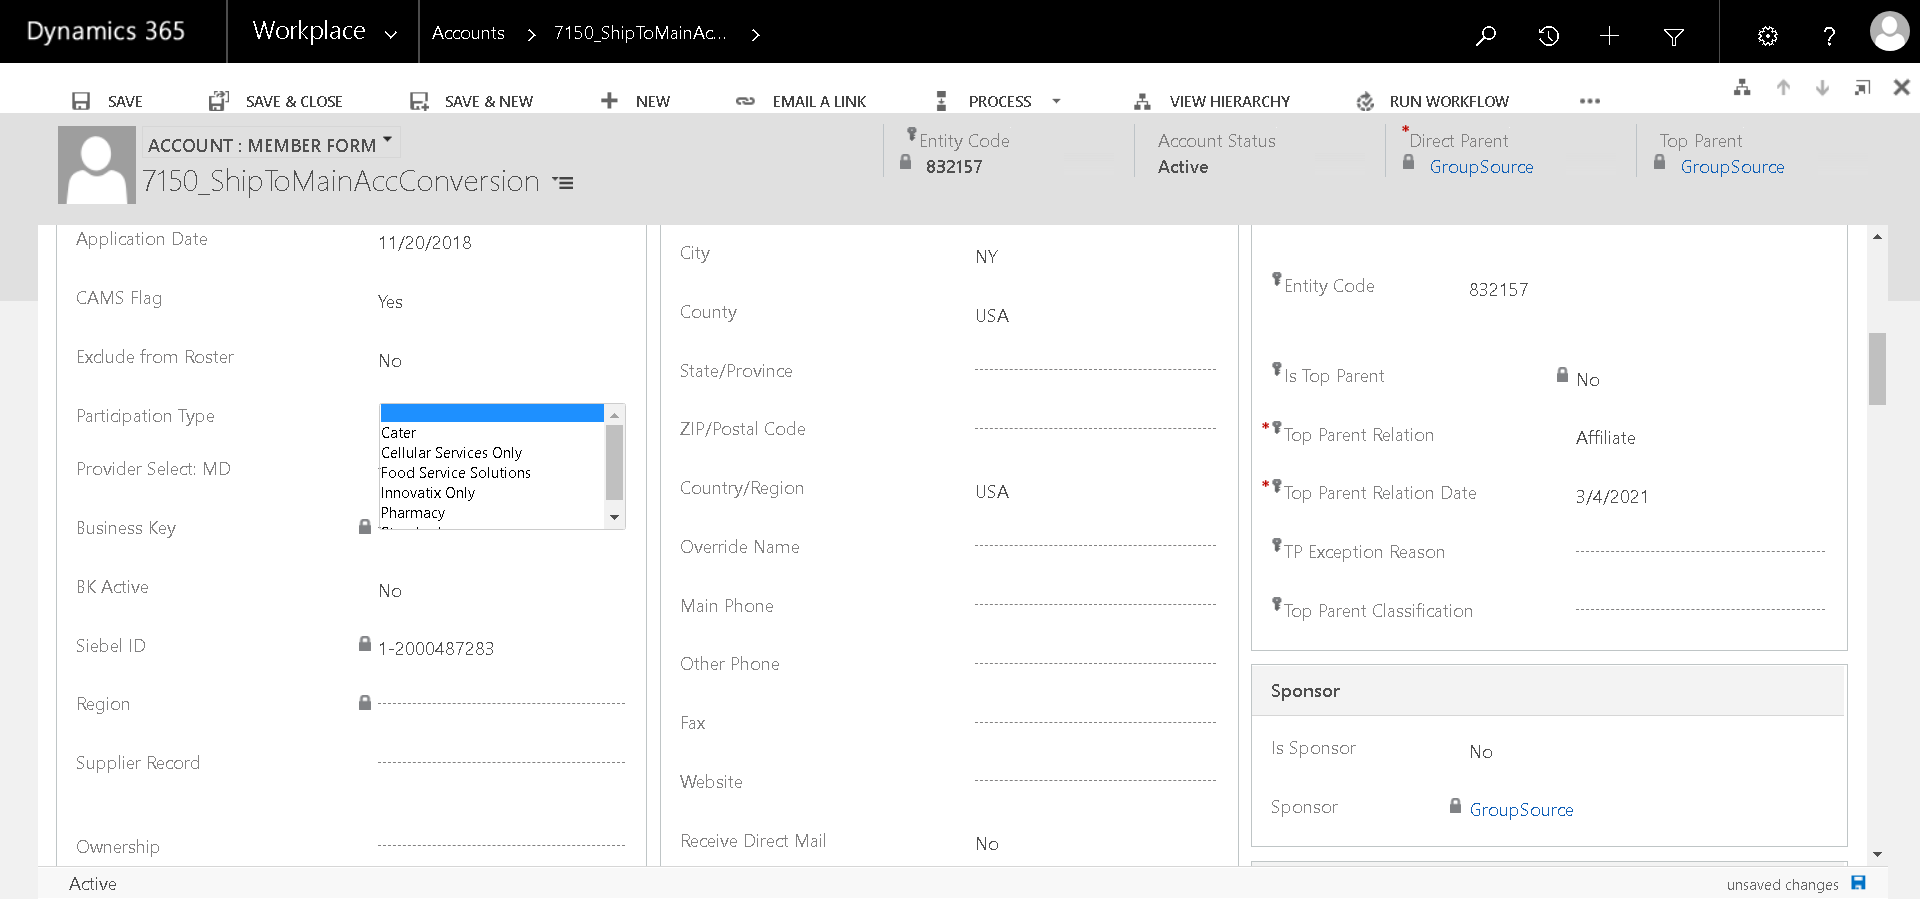 Dynamics 365
Workplace
Accounts
7150_ShipToMainAc...
SAVE
SAVE & CLOSE
SAVE & NEW
NEW
EMAIL A LINK
PROCESS
VIEW HIERARCHY
RUN WORKFLOW
ACCOUNT : MEMBER FORM
7150_ShipToMainAccConversion
Entity Code
832157
Account Status
Active
*Direct Parent
GroupSource
Top Parent
GroupSource
Application Date
11/20/2018
CAMS Flag
Yes
Exclude from Roster
No
Participation Type
Cater
Cellular Services Only
Food Service Solutions
Innovatix Only
Pharmacy
Provider Select: MD
Business Key
BK Active
No
Siebel ID
1-2000487283
Region
Supplier Record
Ownership
City
NY
County
USA
State/Province
ZIP/Postal Code
Country/Region
USA
Override Name
Main Phone
Other Phone
Fax
Website
Receive Direct Mail
No
Entity Code
832157
Is Top Parent
No
*Top Parent Relation
Affiliate
*Top Parent Relation Date
3/4/2021
TP Exception Reason
Top Parent Classification
Sponsor
Is Sponsor
No
Sponsor
GroupSource
Active
unsaved changes